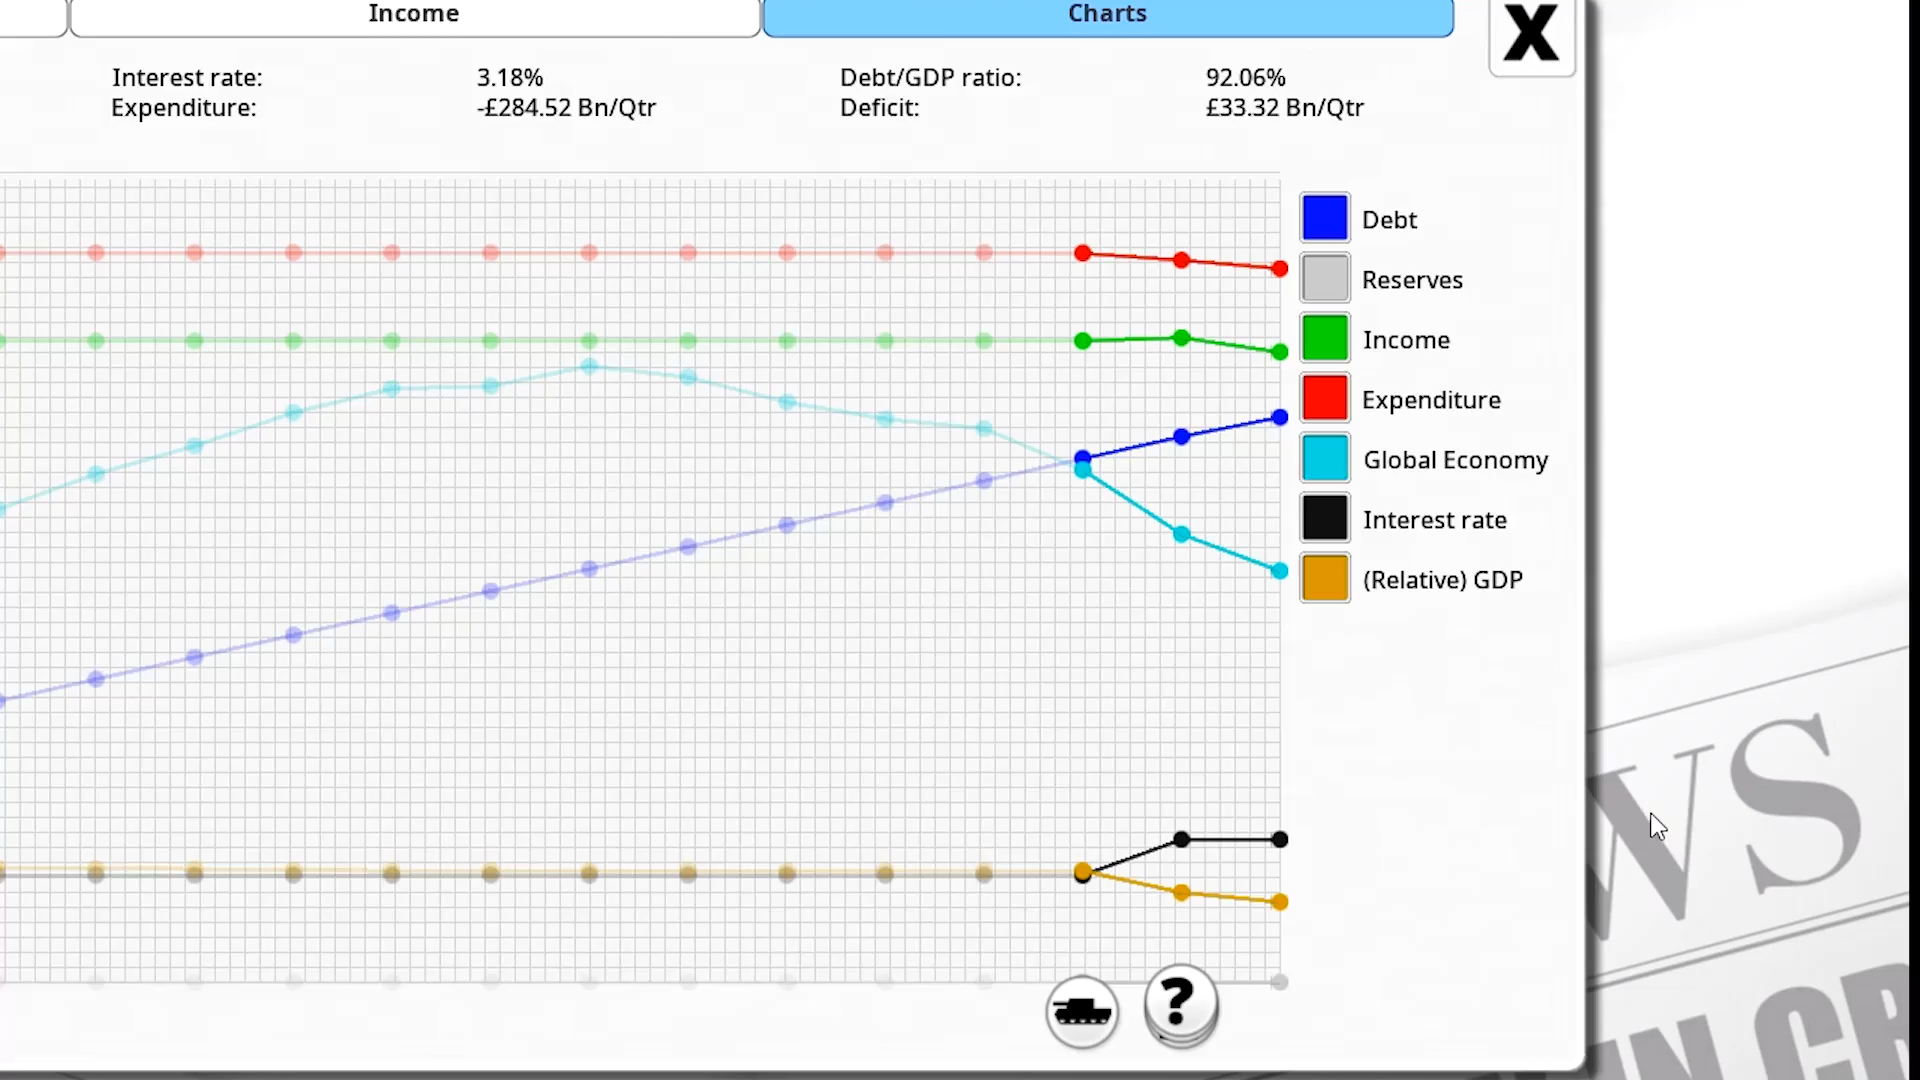 Income
Charts
X
Interest rate:
3.18%
Debt/GDP ratio:
92.06%
Expenditure:
-£284.52 Bn/Qtr
Deficit:
£33.32 Bn/Qtr
Debt
Reserves
Income
Expenditure
Global Economy
Interest rate
(Relative) GDP
?
WS